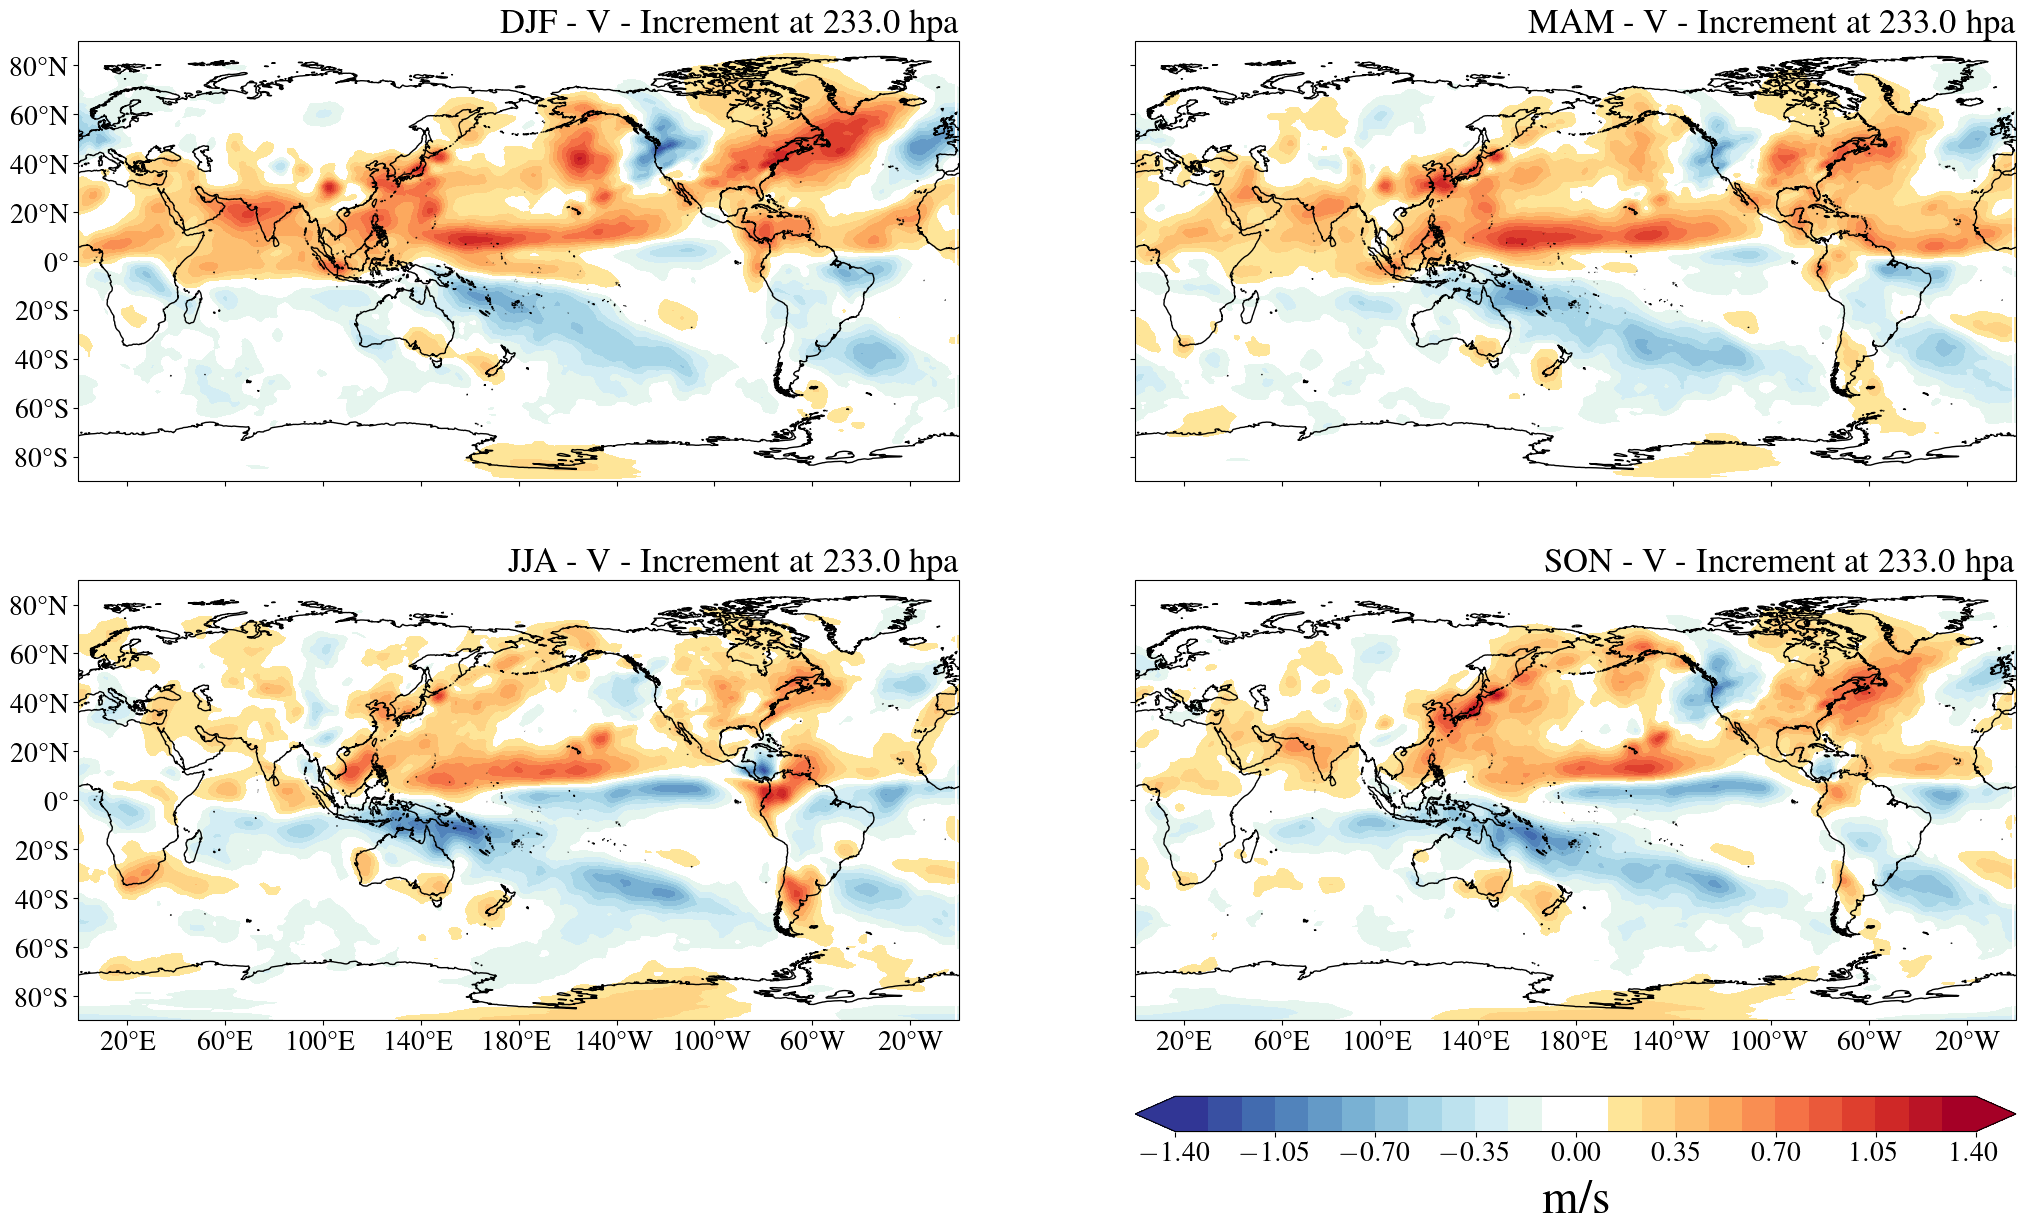 DJF - V - Increment at 233.0 hpa
MAM - V - Increment at 233.0 hpa
80°N
60°N
40°N
20°N
0°
20°S
40°S
60°S
80°S
JJA - V - Increment at 233.0 hpa
SON - V - Increment at 233.0 hpa
80°N
60°N
40°N
20°N
0°
20°S
40°S
60°S
80°S
20°E 60°E 100°E 140°E 180°E 140°W 100°W 60°W 20°W
20°E 60°E 100°E 140°E 180°E 140°W 100°W 60°W 20°W
−1.40 −1.05 −0.70 −0.35 0.00 0.35 0.70 1.05 1.40
m/s